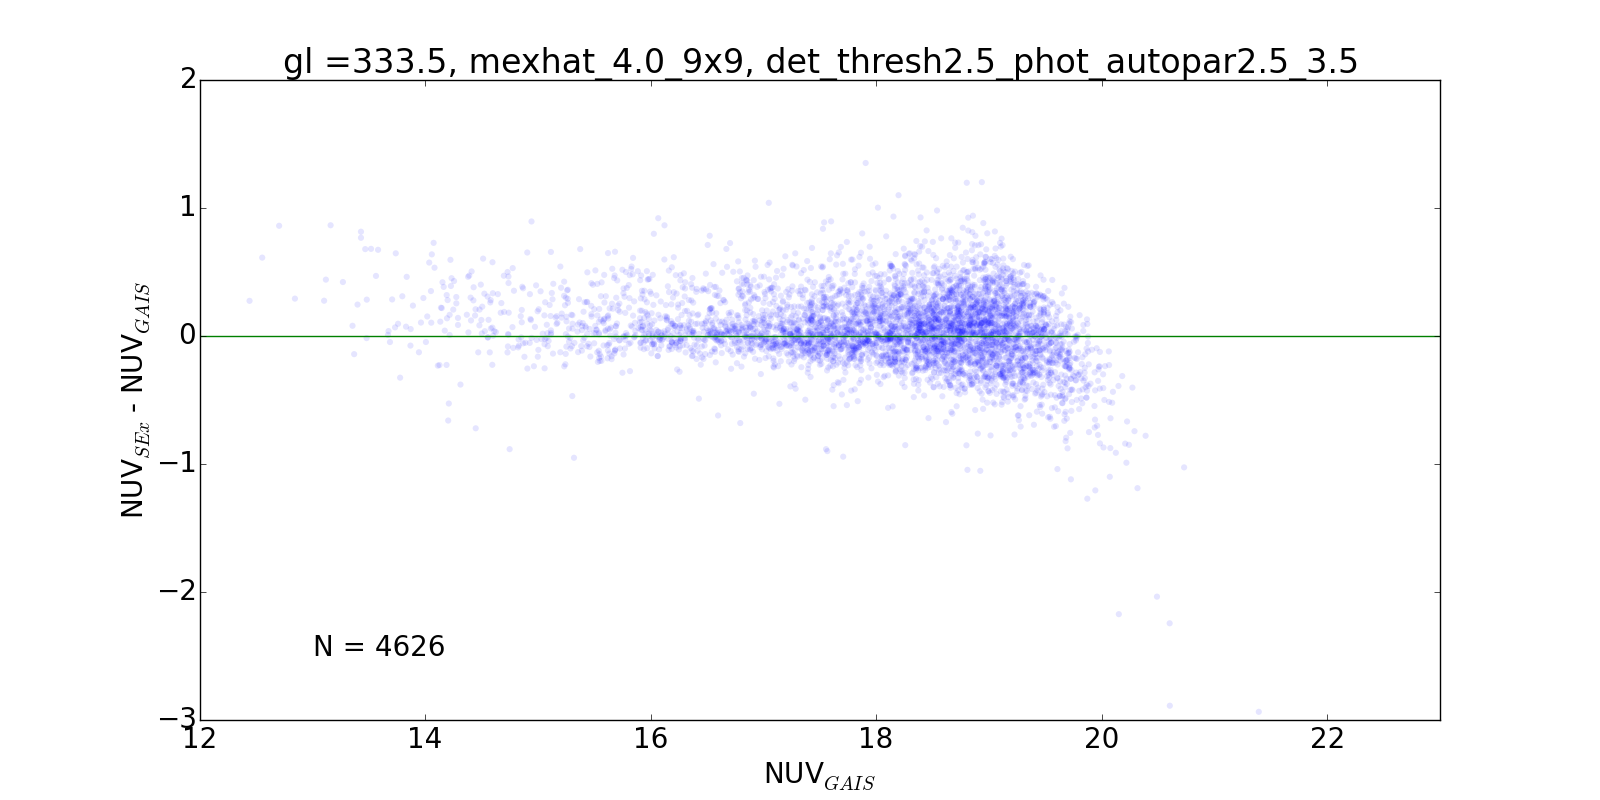 gl =333.5, mexhat_4.0_9x9, det_thresh2.5_phot_autopar2.5_3.5
2
1
0
−1
−2
−3
NUV_SEx - NUV_GAIS
N = 4626
12 14 16 18 20 22
NUV_GAIS